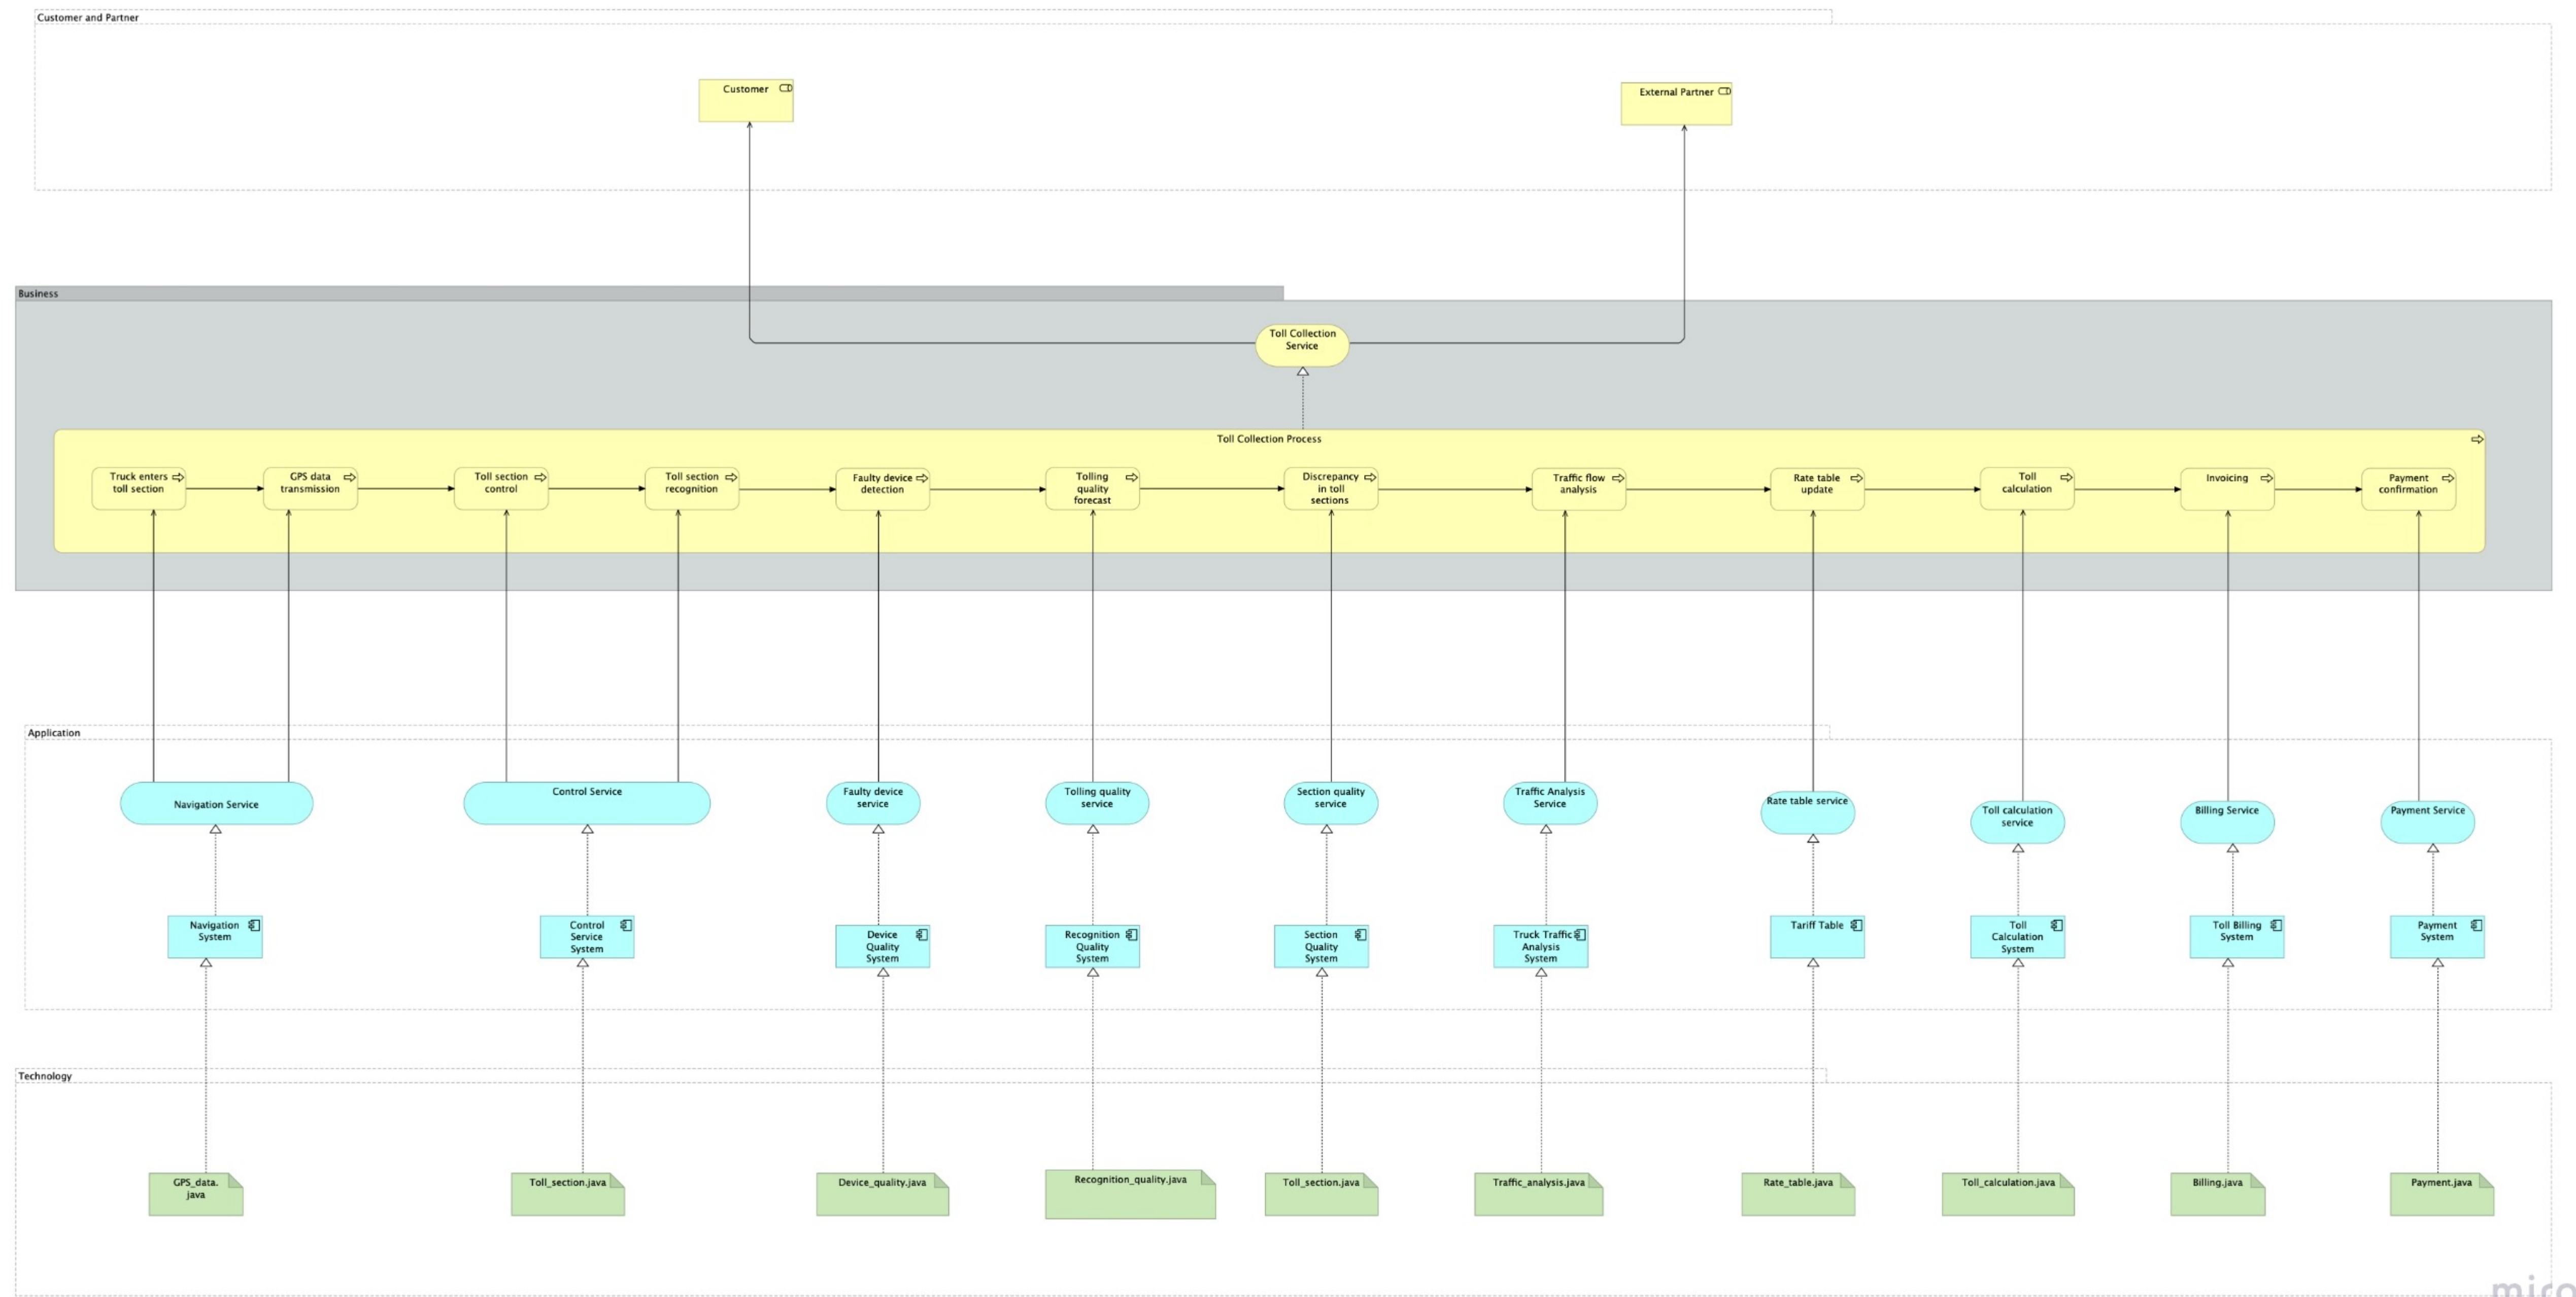 Customer and Partner
Customer
External Partner
Business
Toll Collection
Service
Toll Collection Process
Truck enters
toll section
GPS data
transmission
Toll section
control
Toll section
recognition
Faulty device
detection
Tolling
quality
forecast
Discrepancy
in toll
sections
Traffic flow
analysis
Rate table
update
Toll
calculation
Invoicing
Payment
confirmation
Application
Navigation Service
Control Service
Faulty device
service
Tolling quality
service
Section quality
service
Traffic Analysis
Service
Rate table service
Toll calculation
service
Billing Service
Payment Service
Navigation
System
Control
Service
System
Device
Quality
System
Recognition
Quality
System
Section
Quality
System
Truck Traffic
Analysis
System
Tariff Table
Toll
Calculation
System
Toll Billing
System
Payment
System
Technology
GPS_data.
java
Toll_section.java
Device_quality.java
Recognition_quality.java
Toll_section.java
Traffic_analysis.java
Rate_table.java
Toll_calculation.java
Billing.java
Payment.java
miro